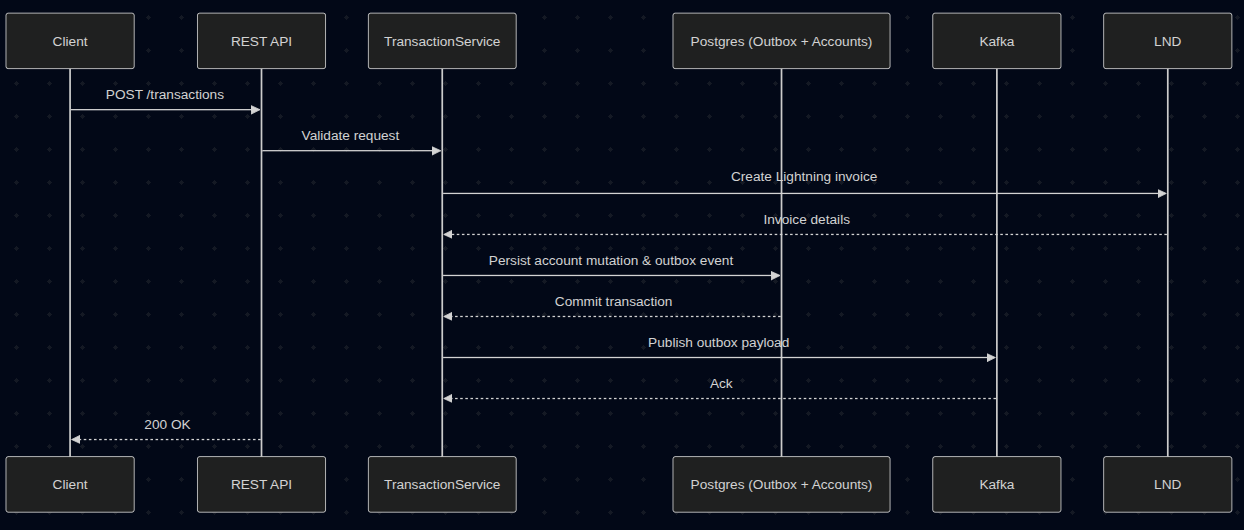 Client
REST API
TransactionService
Postgres (Outbox + Accounts)
Kafka
LND
POST /transactions
Validate request
Create Lightning invoice
Invoice details
Persist account mutation & outbox event
Commit transaction
Publish outbox payload
Ack
200 OK
Client
REST API
TransactionService
Postgres (Outbox + Accounts)
Kafka
LND